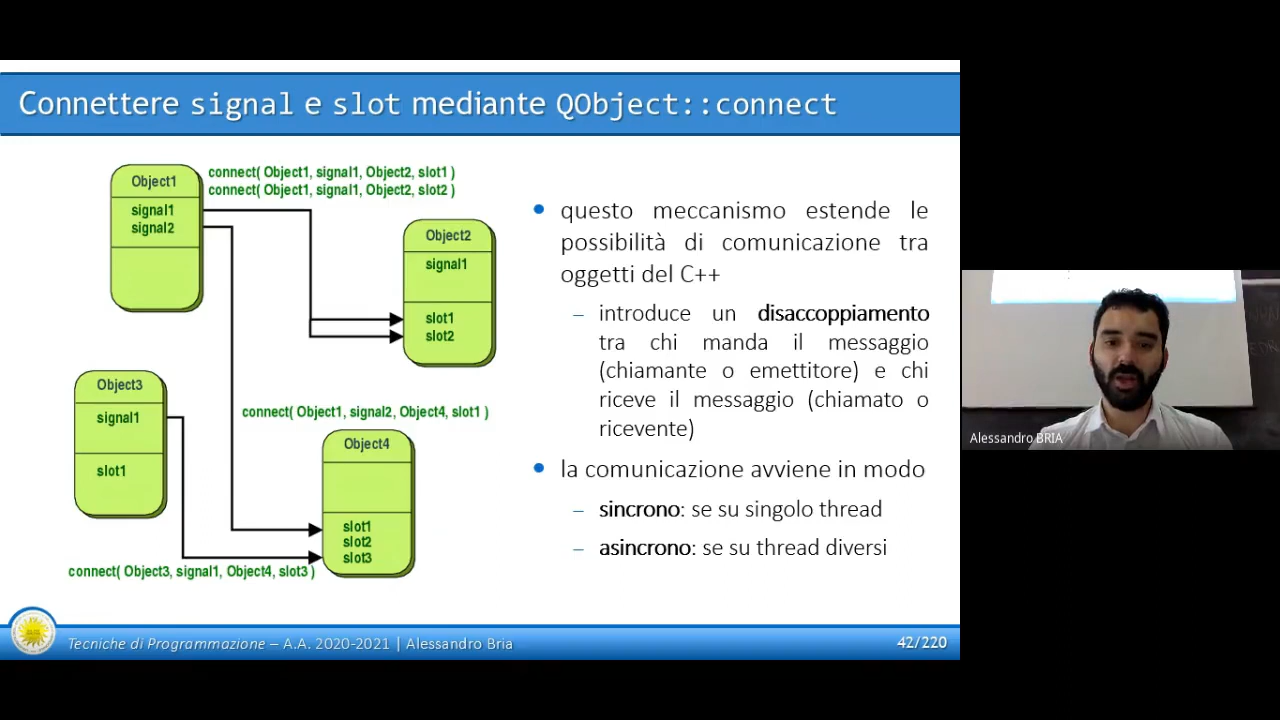 Connettere signal e slot mediante QObject::connect
connect( Object1, signal1, Object2, slot1 )
connect( Object1, signal1, Object2, slot2 )
Object1
signal1
signal2
Object2
signal1
slot1
slot2
Object3
signal1
slot1
connect( Object1, signal2, Object4, slot1 )
Object4
slot1
slot2
slot3
connect( Object3, signal1, Object4, slot3 )
• questo meccanismo estende le
possibilità di comunicazione tra
oggetti del C++
– introduce un disaccoppiamento
tra chi manda il messaggio
(chiamante o emettitore) e chi
riceve il messaggio (chiamato o
ricevente)
• la comunicazione avviene in modo
– sincrono: se su singolo thread
– asincrono: se su thread diversi
Tecniche di Programmazione – A.A. 2020-2021 | Alessandro Bria
42/220
Alessandro BRIA